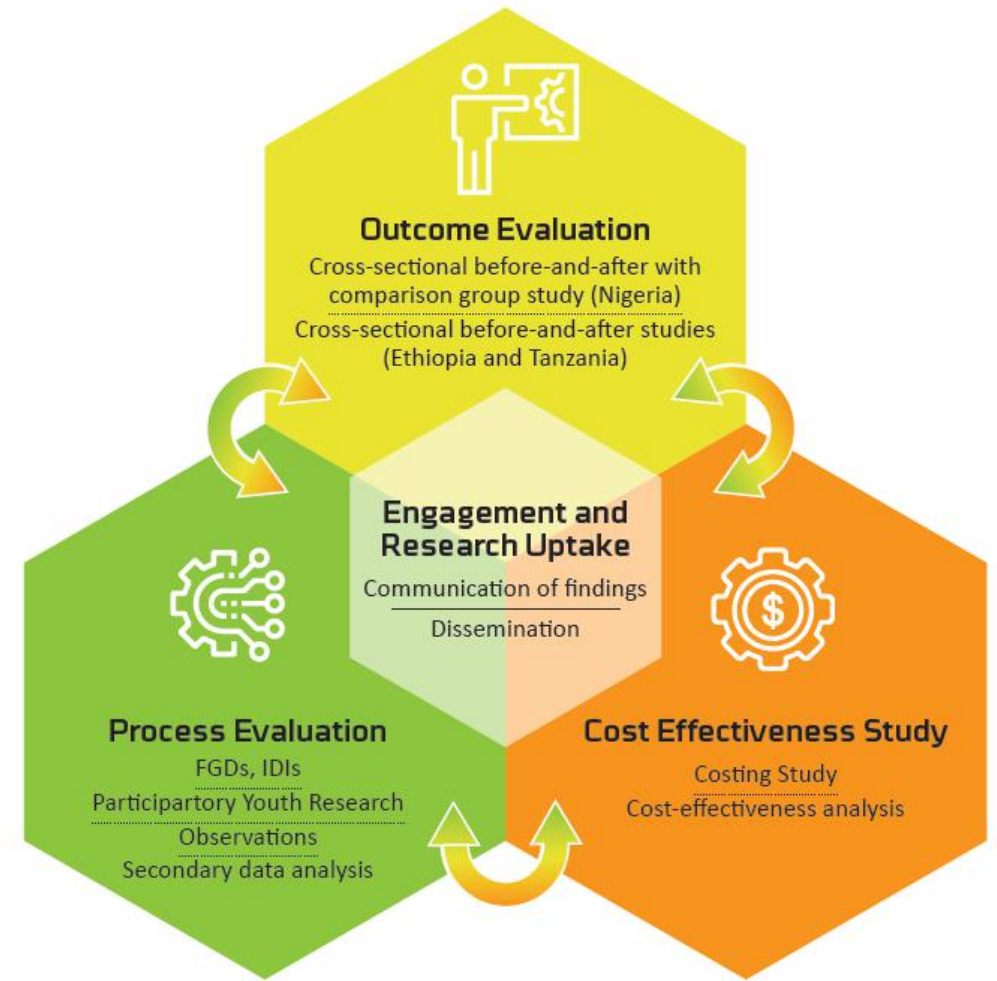 Outcome Evaluation
Cross-sectional before-and-after with
comparison group study (Nigeria)
Cross-sectional before-and-after studies
(Ethiopia and Tanzania)
Engagement and
Research Uptake
Communication of findings
Dissemination
Process Evaluation
FGDs, IDIs
Participartory Youth Research
Observations
Secondary data analysis
$
Cost Effectiveness Study
Costing Study
Cost-effectiveness analysis